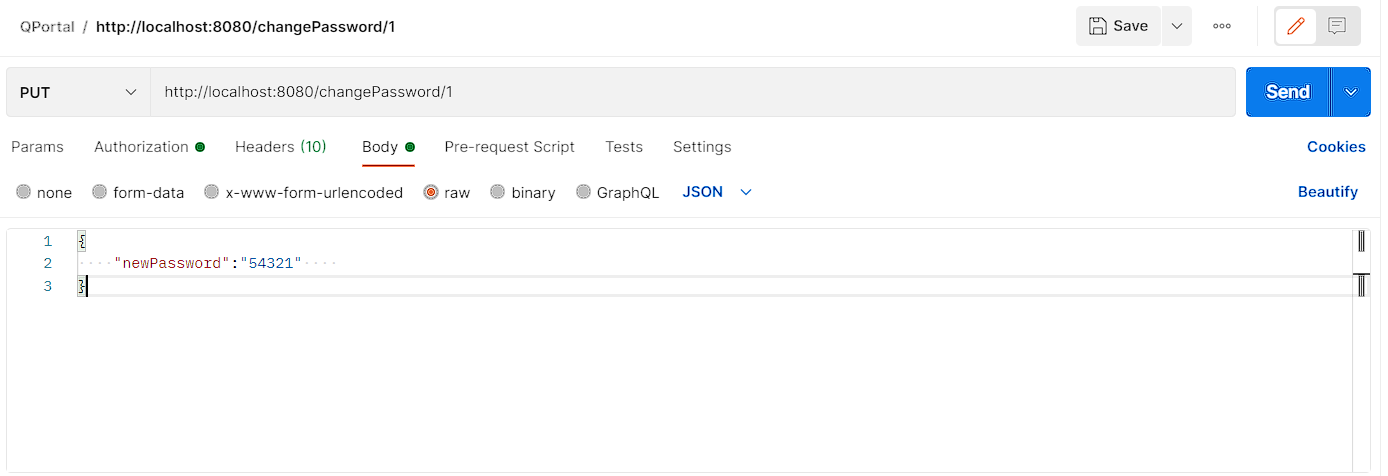 QPortal / http://localhost:8080/changePassword/1 Save
PUT http://localhost:8080/changePassword/1 Send
Params Authorization Headers (10) Body Pre-request Script Tests Settings Cookies
none form-data x-www-form-urlencoded raw binary GraphQL JSON Beautify
1 {
2 "newPassword":"54321"
3 }